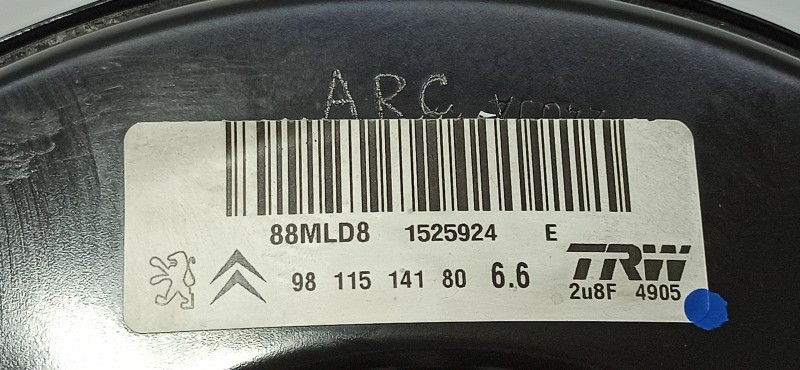 ARC
88MLD8 1525924 E
98 115 141 80 6.6 TRW
2u8F 4905